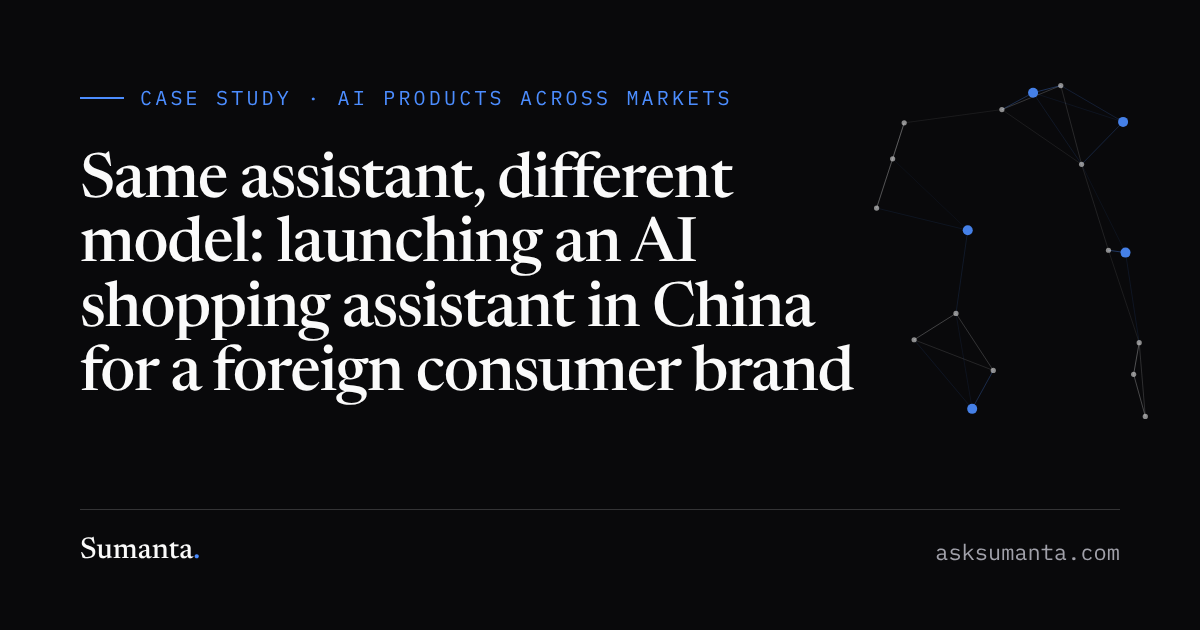 CASE STUDY · AI PRODUCTS ACROSS MARKETS
Same assistant, different
model: launching an AI
shopping assistant in China
for a foreign consumer brand
Sumanta.
asksumanta.com